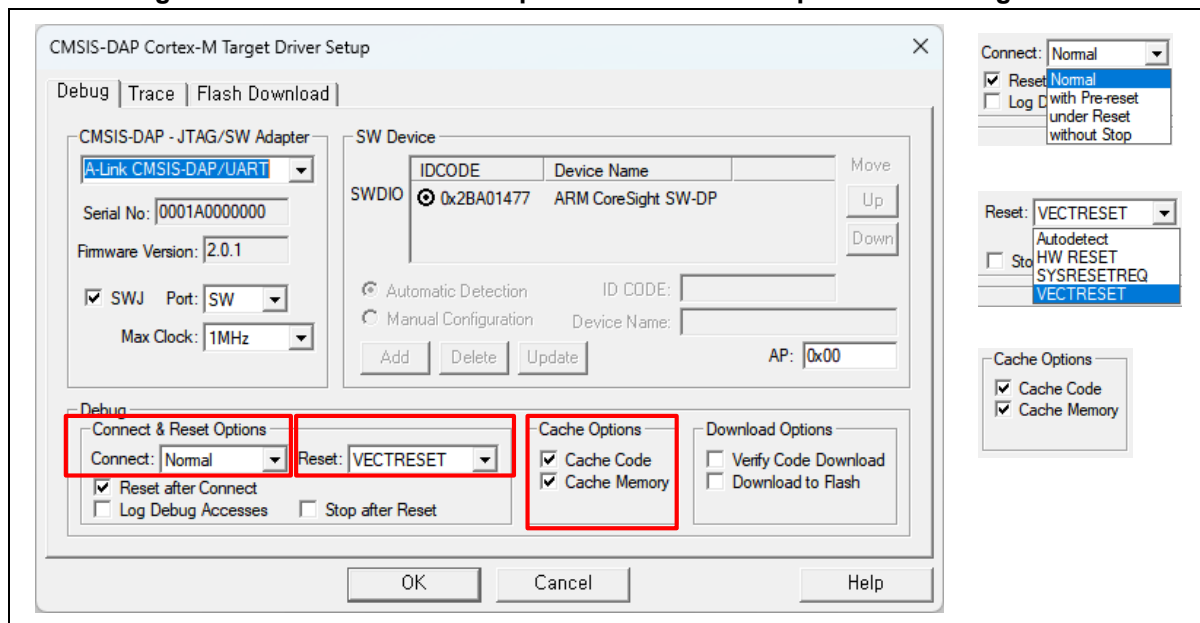 CMSIS-DAP Cortex-M Target Driver Setup
Debug | Trace | Flash Download
CMSIS-DAP - JTAG/SW Adapter
A-Link CMSIS-DAP/UART
Serial No: 0001A0000000
Firmware Version: 2.0.1
SWJ Port: SW
Max Clock: 1MHz
SW Device
IDCODE Device Name
SWDIO 0x2BA01477 ARM CoreSight SW-DP
Move
Up
Down
Automatic Detection ID CODE:
Manual Configuration Device Name:
Add Delete Update AP: 0x00
Debug
Connect & Reset Options
Connect: Normal Reset: VECTRESET
Reset after Connect
Log Debug Accesses Stop after Reset
Cache Options
Cache Code
Cache Memory
Download Options
Verify Code Download
Download to Flash
OK Cancel Help
Connect: Normal
Reset Normal
Log D with Pre-reset
under Reset
without Stop
Reset: VECTRESET
Autodetect
Sto HW RESET
SYSRESETREQ
VECTRESET
Cache Options
Cache Code
Cache Memory